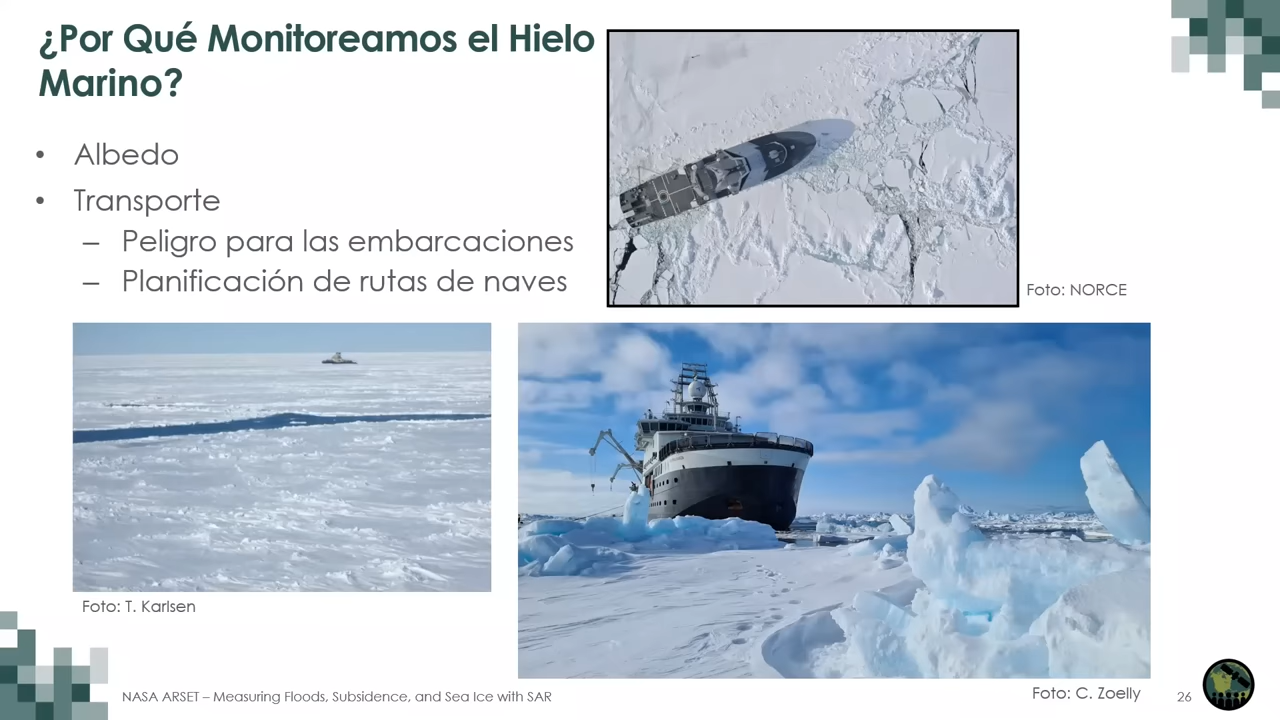 ¿Por Qué Monitoreamos el Hielo
Marino?
• Albedo
• Transporte
– Peligro para las embarcaciones
– Planificación de rutas de naves
Foto: NORCE
Foto: T. Karlsen
Foto: C. Zoelly
NASA ARSET – Measuring Floods, Subsidence, and Sea Ice with SAR
26